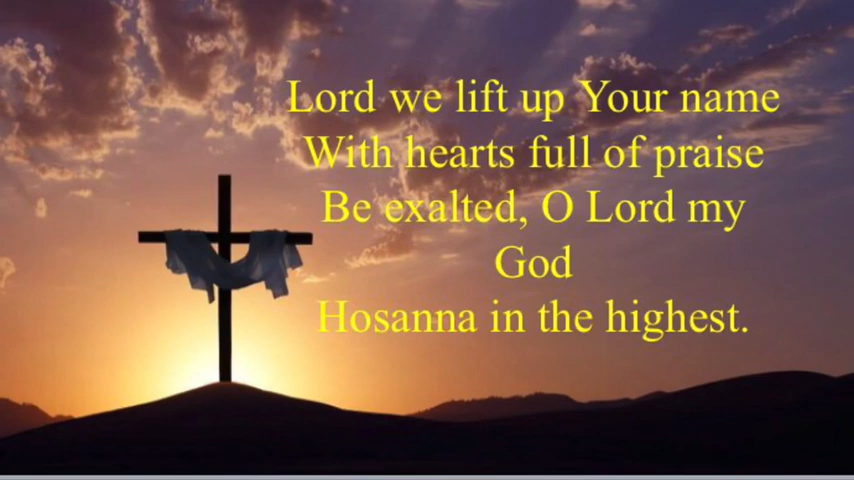 Lord we lift up Your name
With hearts full of praise
Be exalted, O Lord my
God
Hosanna in the highest.